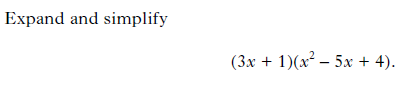 Expand and simplify
(3x + 1)(x² – 5x + 4).